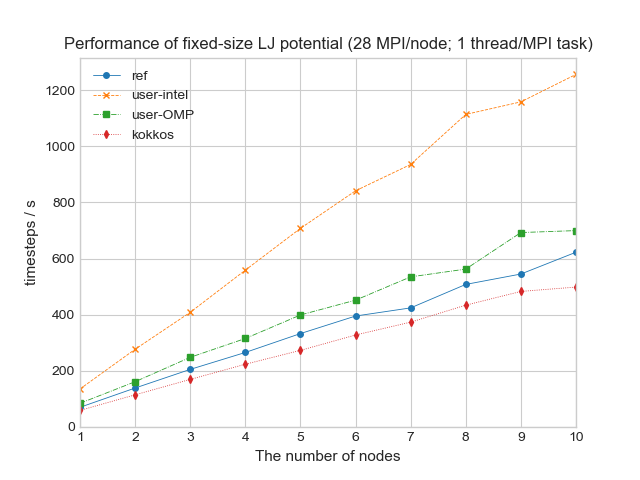 Performance of fixed-size LJ potential (28 MPI/node; 1 thread/MPI task)
ref
user-intel
user-OMP
kokkos
timesteps / s
1200
1000
800
600
400
200
0
1 2 3 4 5 6 7 8 9 10
The number of nodes